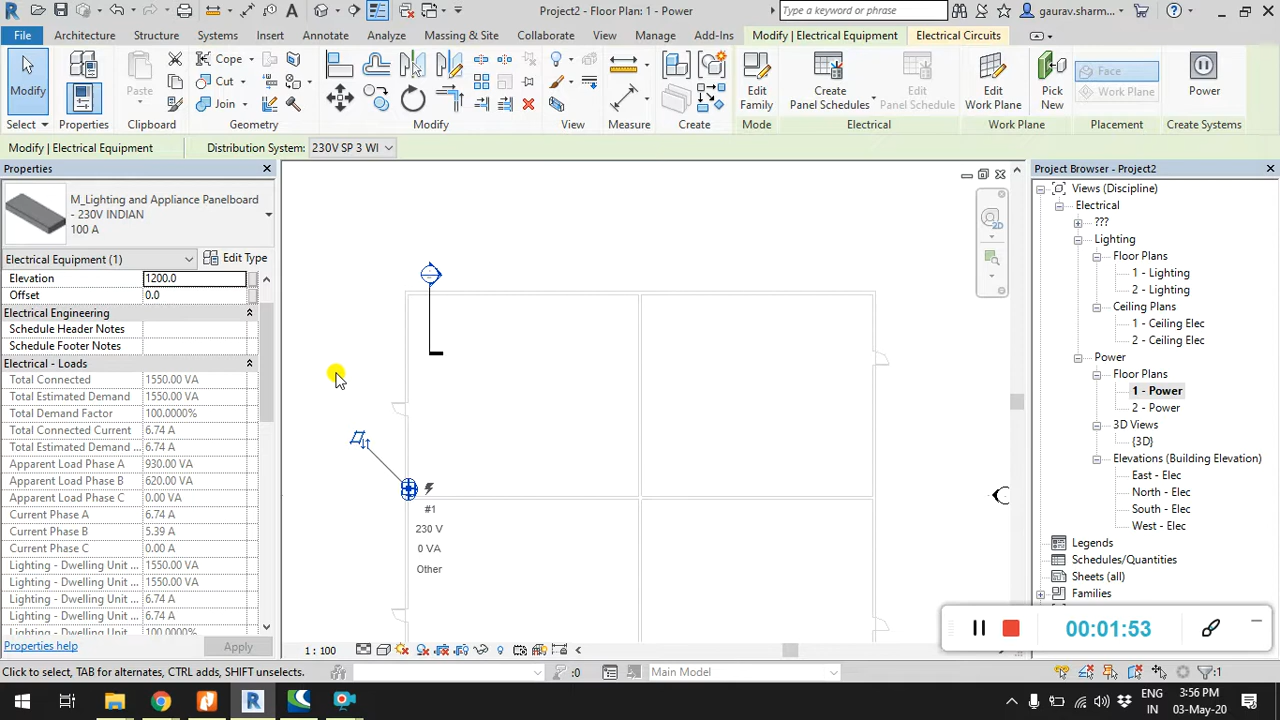 Project2 - Floor Plan: 1 - Power
Type a keyword or phrase
gaurav.sharm...
File
Architecture
Structure
Systems
Insert
Annotate
Analyze
Massing & Site
Collaborate
View
Manage
Add-Ins
Modify | Electrical Equipment
Electrical Circuits
Modify
Paste
Cope
Cut
Join
Edit
Family
Create
Panel Schedules
Edit
Panel Schedule
Edit
Work Plane
Pick
New
Face
Work Plane
Power
Select
Properties
Clipboard
Geometry
Modify
View
Measure
Create
Mode
Electrical
Work Plane
Placement
Create Systems
Modify | Electrical Equipment
Distribution System:
230V SP 3 WI
Properties
M_Lighting and Appliance Panelboard
- 230V INDIAN
100 A
Electrical Equipment (1)
Edit Type
Elevation 1200.0
Offset 0.0
Electrical Engineering
Schedule Header Notes
Schedule Footer Notes
Electrical - Loads
Total Connected 1550.00 VA
Total Estimated Demand 1550.00 VA
Total Demand Factor 100.0000%
Total Connected Current 6.74 A
Total Estimated Demand ... 6.74 A
Apparent Load Phase A 930.00 VA
Apparent Load Phase B 620.00 VA
Apparent Load Phase C 0.00 VA
Current Phase A 6.74 A
Current Phase B 5.39 A
Current Phase C 0.00 A
Lighting - Dwelling Unit ... 1550.00 VA
Lighting - Dwelling Unit ... 1550.00 VA
Lighting - Dwelling Unit ... 6.74 A
Lighting - Dwelling Unit ... 6.74 A
Lighting - Dwelling Unit ... 100.0000%
Properties help
Apply
2D
#1
230 V
0 VA
Other
1 : 100
Project Browser - Project2
Views (Discipline)
Electrical
???
Lighting
Floor Plans
1 - Lighting
2 - Lighting
Ceiling Plans
1 - Ceiling Elec
2 - Ceiling Elec
Power
Floor Plans
1 - Power
2 - Power
3D Views
{3D}
Elevations (Building Elevation)
East - Elec
North - Elec
South - Elec
West - Elec
Legends
Schedules/Quantities
Sheets (all)
Families
00:01:53
Click to select, TAB for alternates, CTRL adds, SHIFT unselects.
:0
Main Model
:1
ENG
IN
3:56 PM
03-May-20